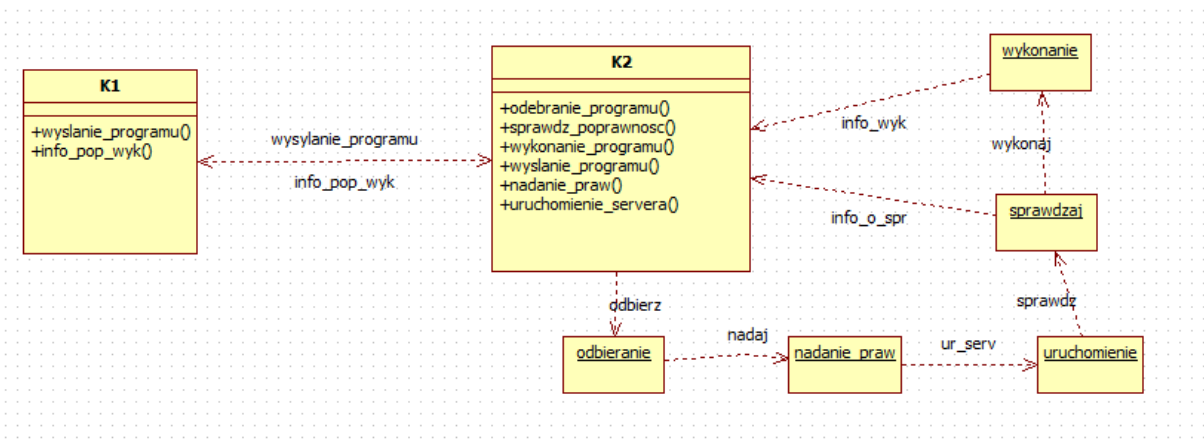 K1
+wyslanie_programu()
+info_pop_wyk()
wysylanie_programu
info_pop_wyk
K2
+odebranie_programu()
+sprawdz_poprawnosc()
+wykonanie_programu()
+wyslanie_programu()
+nadanie_praw()
+uruchomienie_servera()
wykonanie
info_wyk
wykonaj
sprawdzaj
info_o_spr
sprawdz
odbierz
odbieranie
nadaj
nadanie_praw
ur_serv
uruchomienie